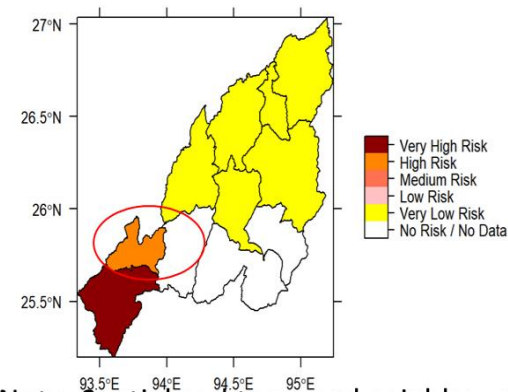 27°N
26.5°N
26°N
25.5°N
93.5°E 94°E 94.5°E 95°E
Very High Risk
High Risk
Medium Risk
Low Risk
Very Low Risk
No Risk / No Data